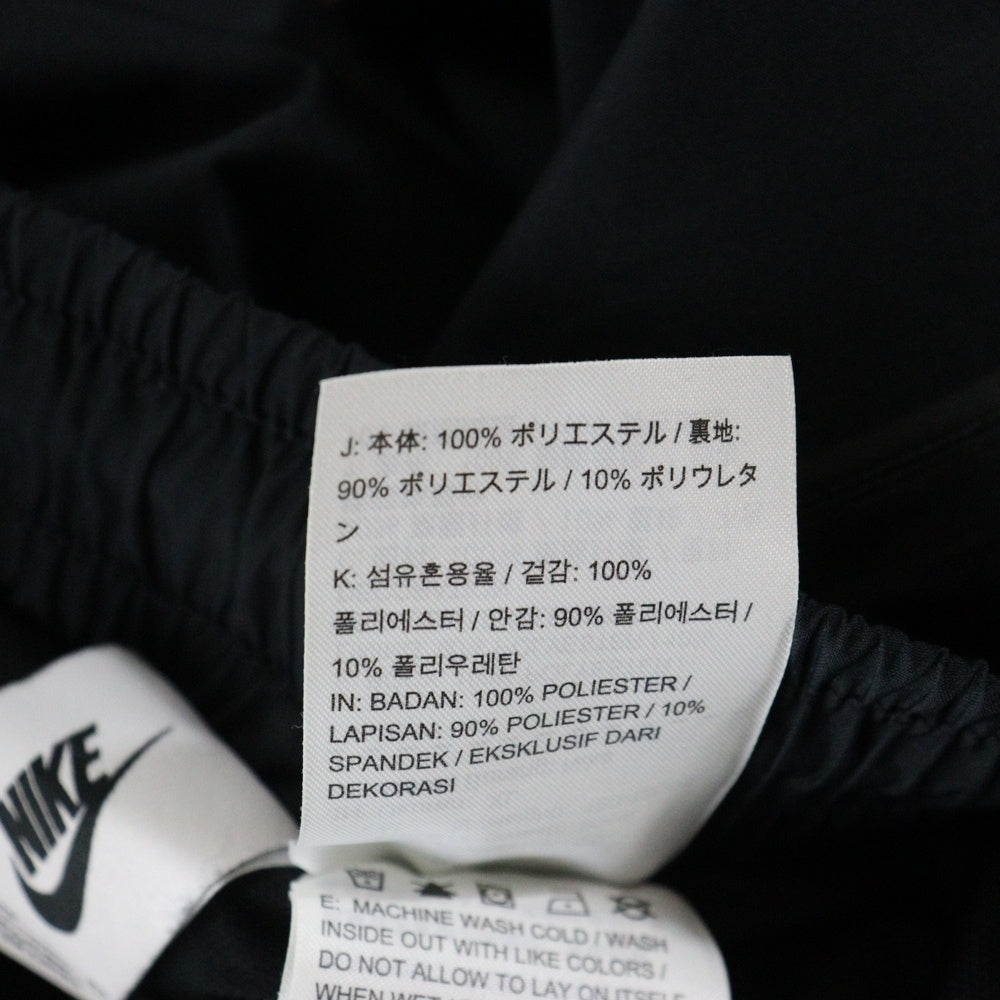 J: 本体: 100% ポリエステル / 裏地:
90% ポリエステル / 10% ポリウレタ
ン
K: 섬유혼용율 / 겉감: 100%
폴리에스터 / 안감: 90% 폴리에스터 /
10% 폴리우레탄
IN: BADAN: 100% POLIESTER /
LAPISAN: 90% POLIESTER / 10%
SPANDEK / EKSKLUSIF DARI
DEKORASI
NIKE
E: MACHINE WASH COLD / WASH
INSIDE OUT WITH LIKE COLORS /
DO NOT ALLOW TO LAY ON ITSELF
WHEN WET